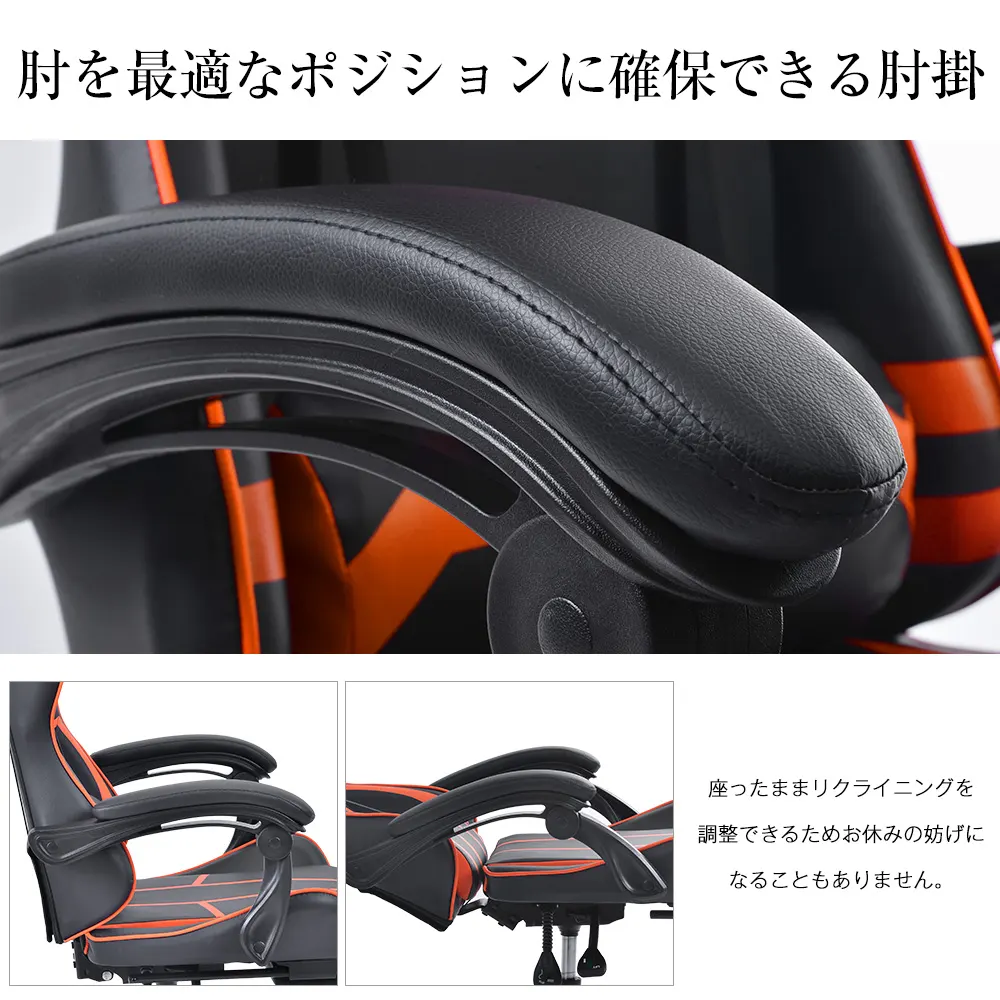 肘を最適なポジションに確保できる肘掛
座ったままリクライニングを
調整できるためお休みの妨げに
なることもありません。